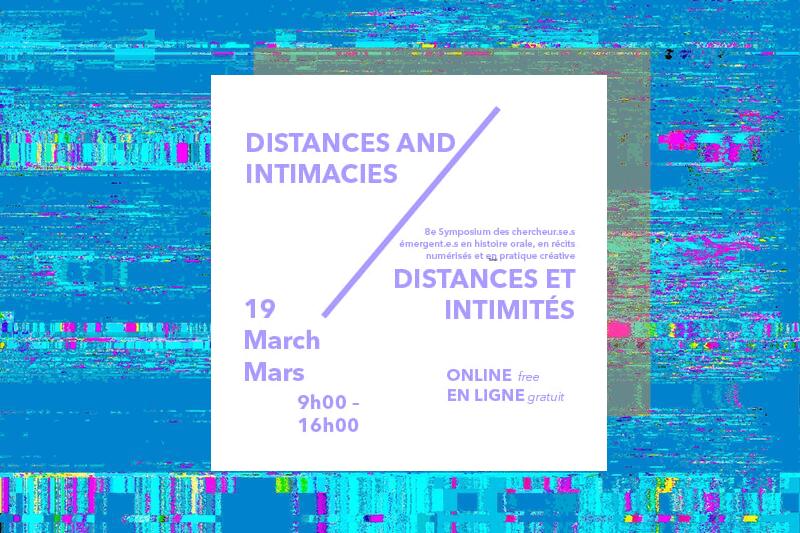 DISTANCES AND
INTIMACIES
8e Symposium des chercheur.se.s
émergent.e.s en histoire orale, en récits
numérisés et en pratique créative
DISTANCES ET
INTIMITÉS
19
March
Mars
9h00 –
16h00
ONLINE free
EN LIGNE gratuit